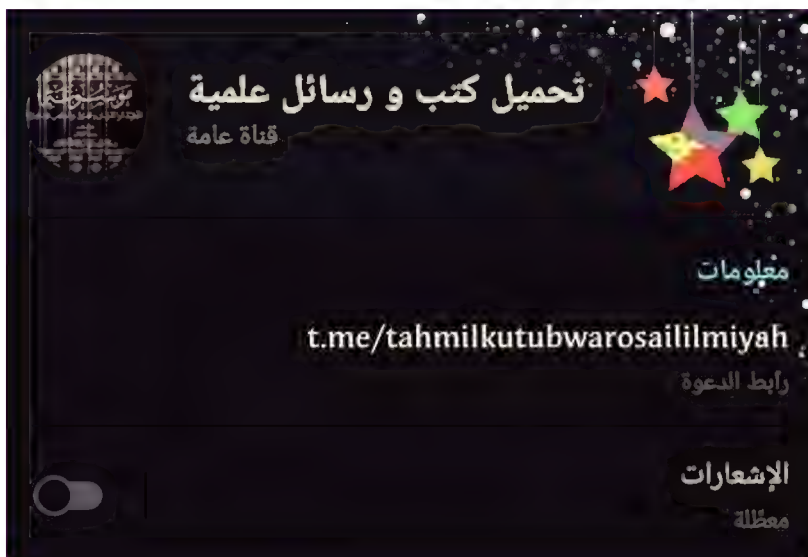 تحميل كتب و رسائل علمية
قناة عامة
معلومات
t.me/tahmilkutubwarosaililmiyah
رابط الدعوة
الإشعارات
معطلة